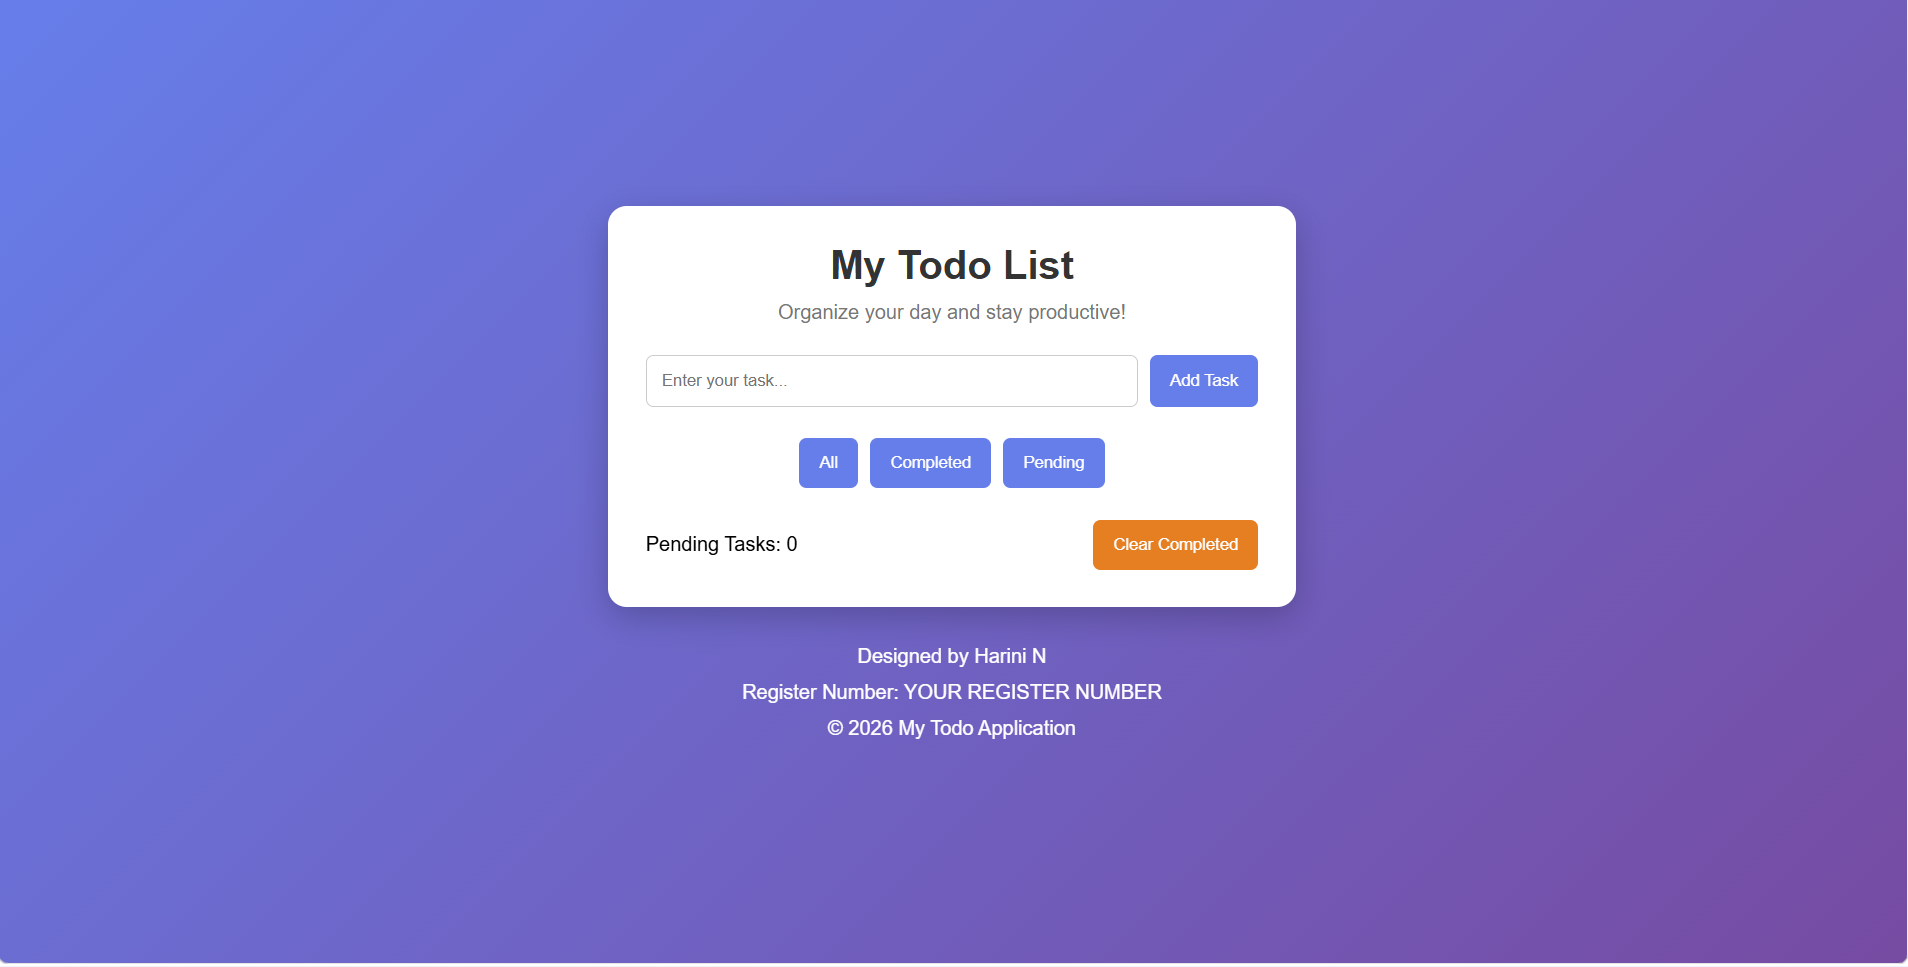 My Todo List
Organize your day and stay productive!
Enter your task...
Add Task
All
Completed
Pending
Pending Tasks: 0
Clear Completed
Designed by Harini N
Register Number: YOUR REGISTER NUMBER
© 2026 My Todo Application